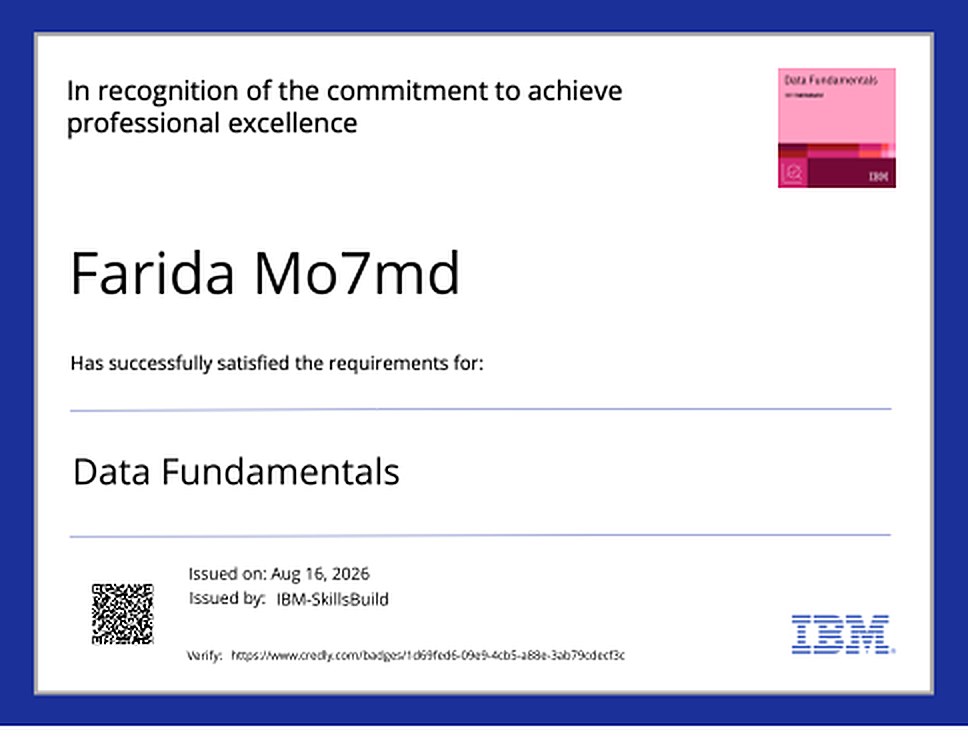 In recognition of the commitment to achieve
professional excellence
Data Fundamentals
IBM
Farida Mo7md
Has successfully satisfied the requirements for:
Data Fundamentals
Issued on: Aug 16, 2026
Issued by: IBM-SkillsBuild
Verify: https://www.credly.com/badges/1d69fed6-09e9-4cb5-a88e-3ab79cdecf3c
IBM